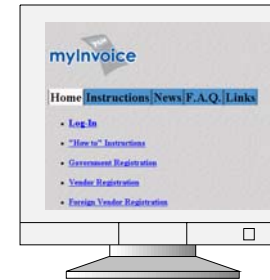 myInvoice
Home Instructions News F.A.Q. Links
Log-In
"How to" Instructions
Government Registration
Vendor Registration
Foreign Vendor Registration